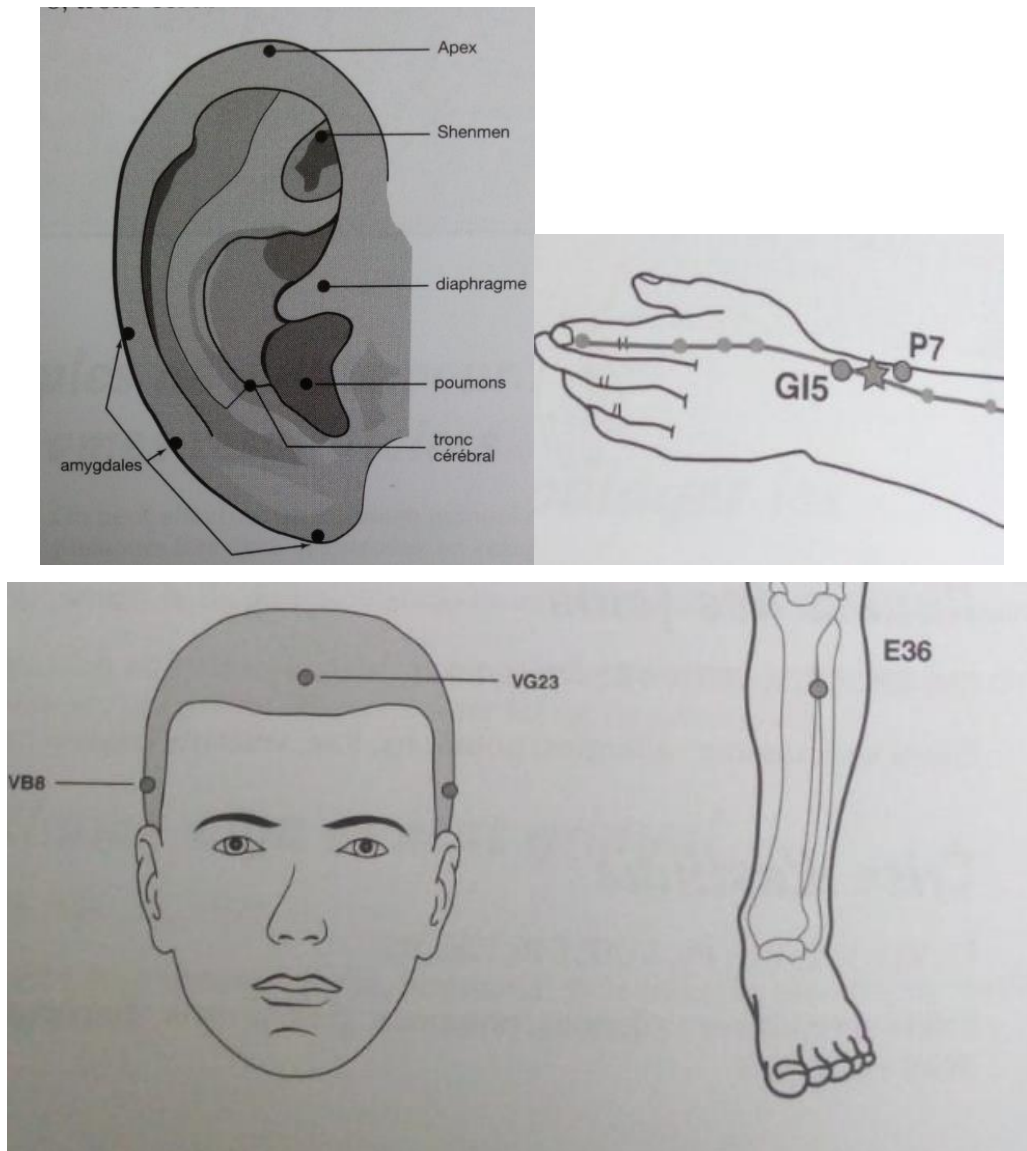 Apex
Shenmen
diaphragme
poumons
tronc
cérébral
amygdales
P7
GI5
VG23
VB8
E36